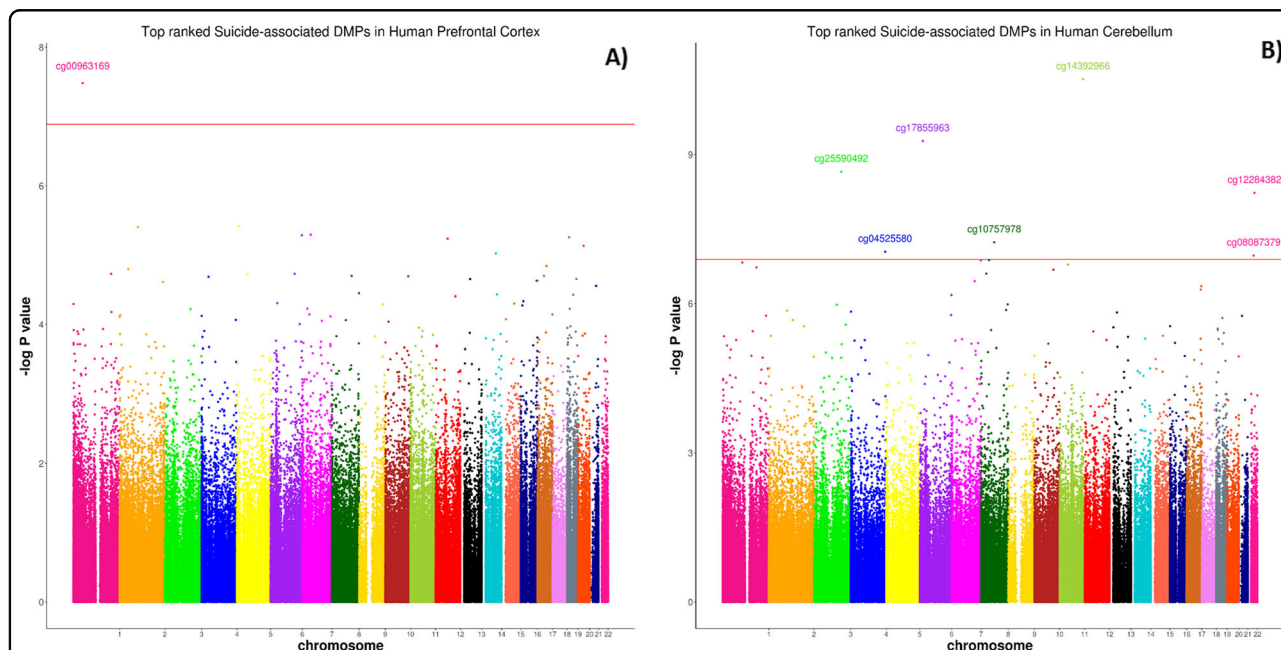 Top ranked Suicide-associated DMPs in Human Prefrontal Cortex
A)
8
cg00963169
6
4
2
0
-log P value
1 2 3 4 5 6 7 8 9 10 11 12 13 14 15 16 17 18 19 20 21 22
chromosome
Top ranked Suicide-associated DMPs in Human Cerebellum
B)
cg14392966
cg17855963
9
cg25590492
cg12284382
cg10757978
cg04525580
cg08087379
6
3
0
-log P value
1 2 3 4 5 6 7 8 9 10 11 12 13 14 15 16 17 18 19 20 21 22
chromosome